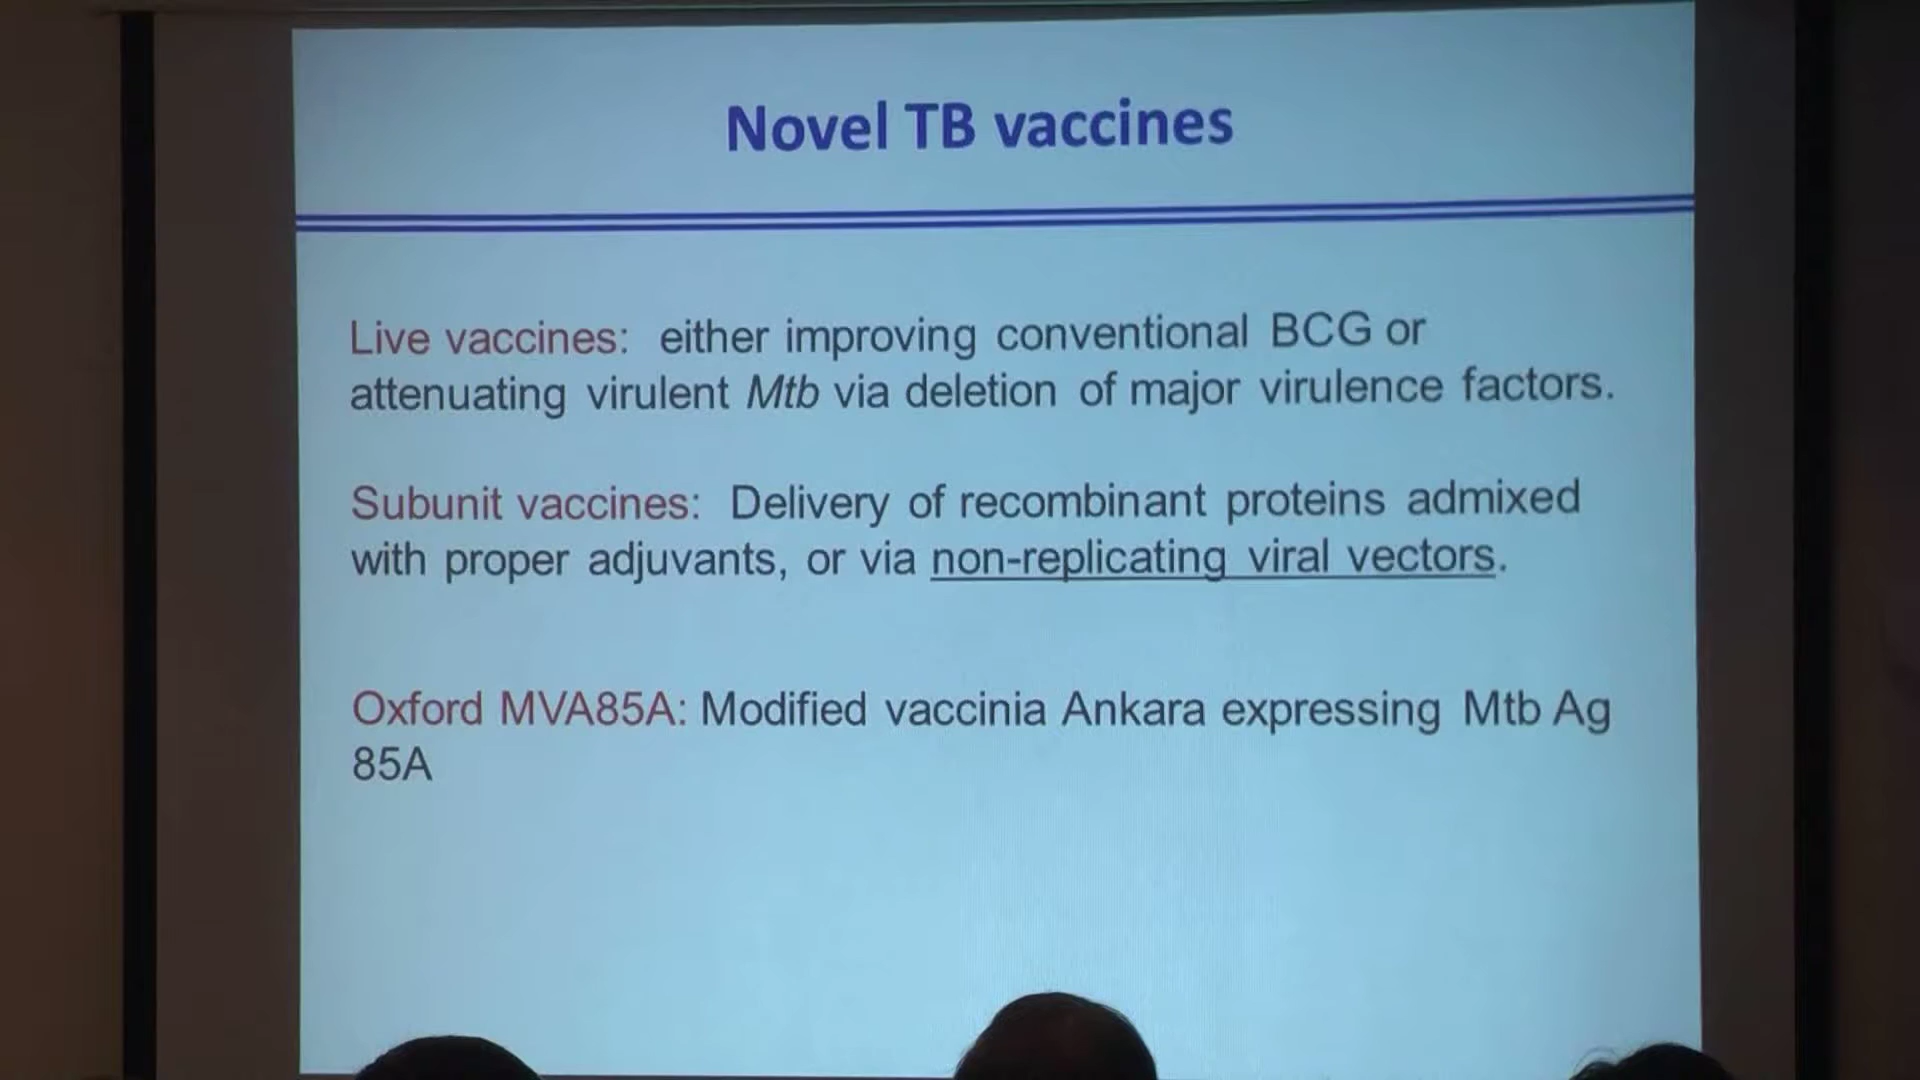 Novel TB vaccines
Live vaccines: either improving conventional BCG or
attenuating virulent Mtb via deletion of major virulence factors.
Subunit vaccines: Delivery of recombinant proteins admixed
with proper adjuvants, or via non-replicating viral vectors.
Oxford MVA85A: Modified vaccinia Ankara expressing Mtb Ag
85A